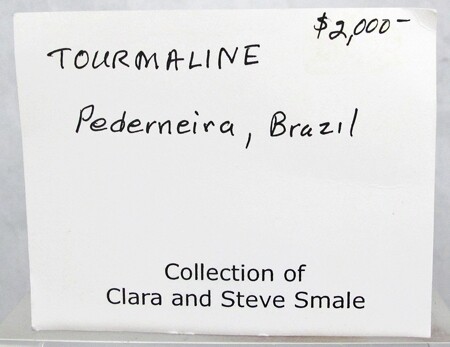 $2,000-
TOURMALINE
Pederneira, Brazil
Collection of
Clara and Steve Smale